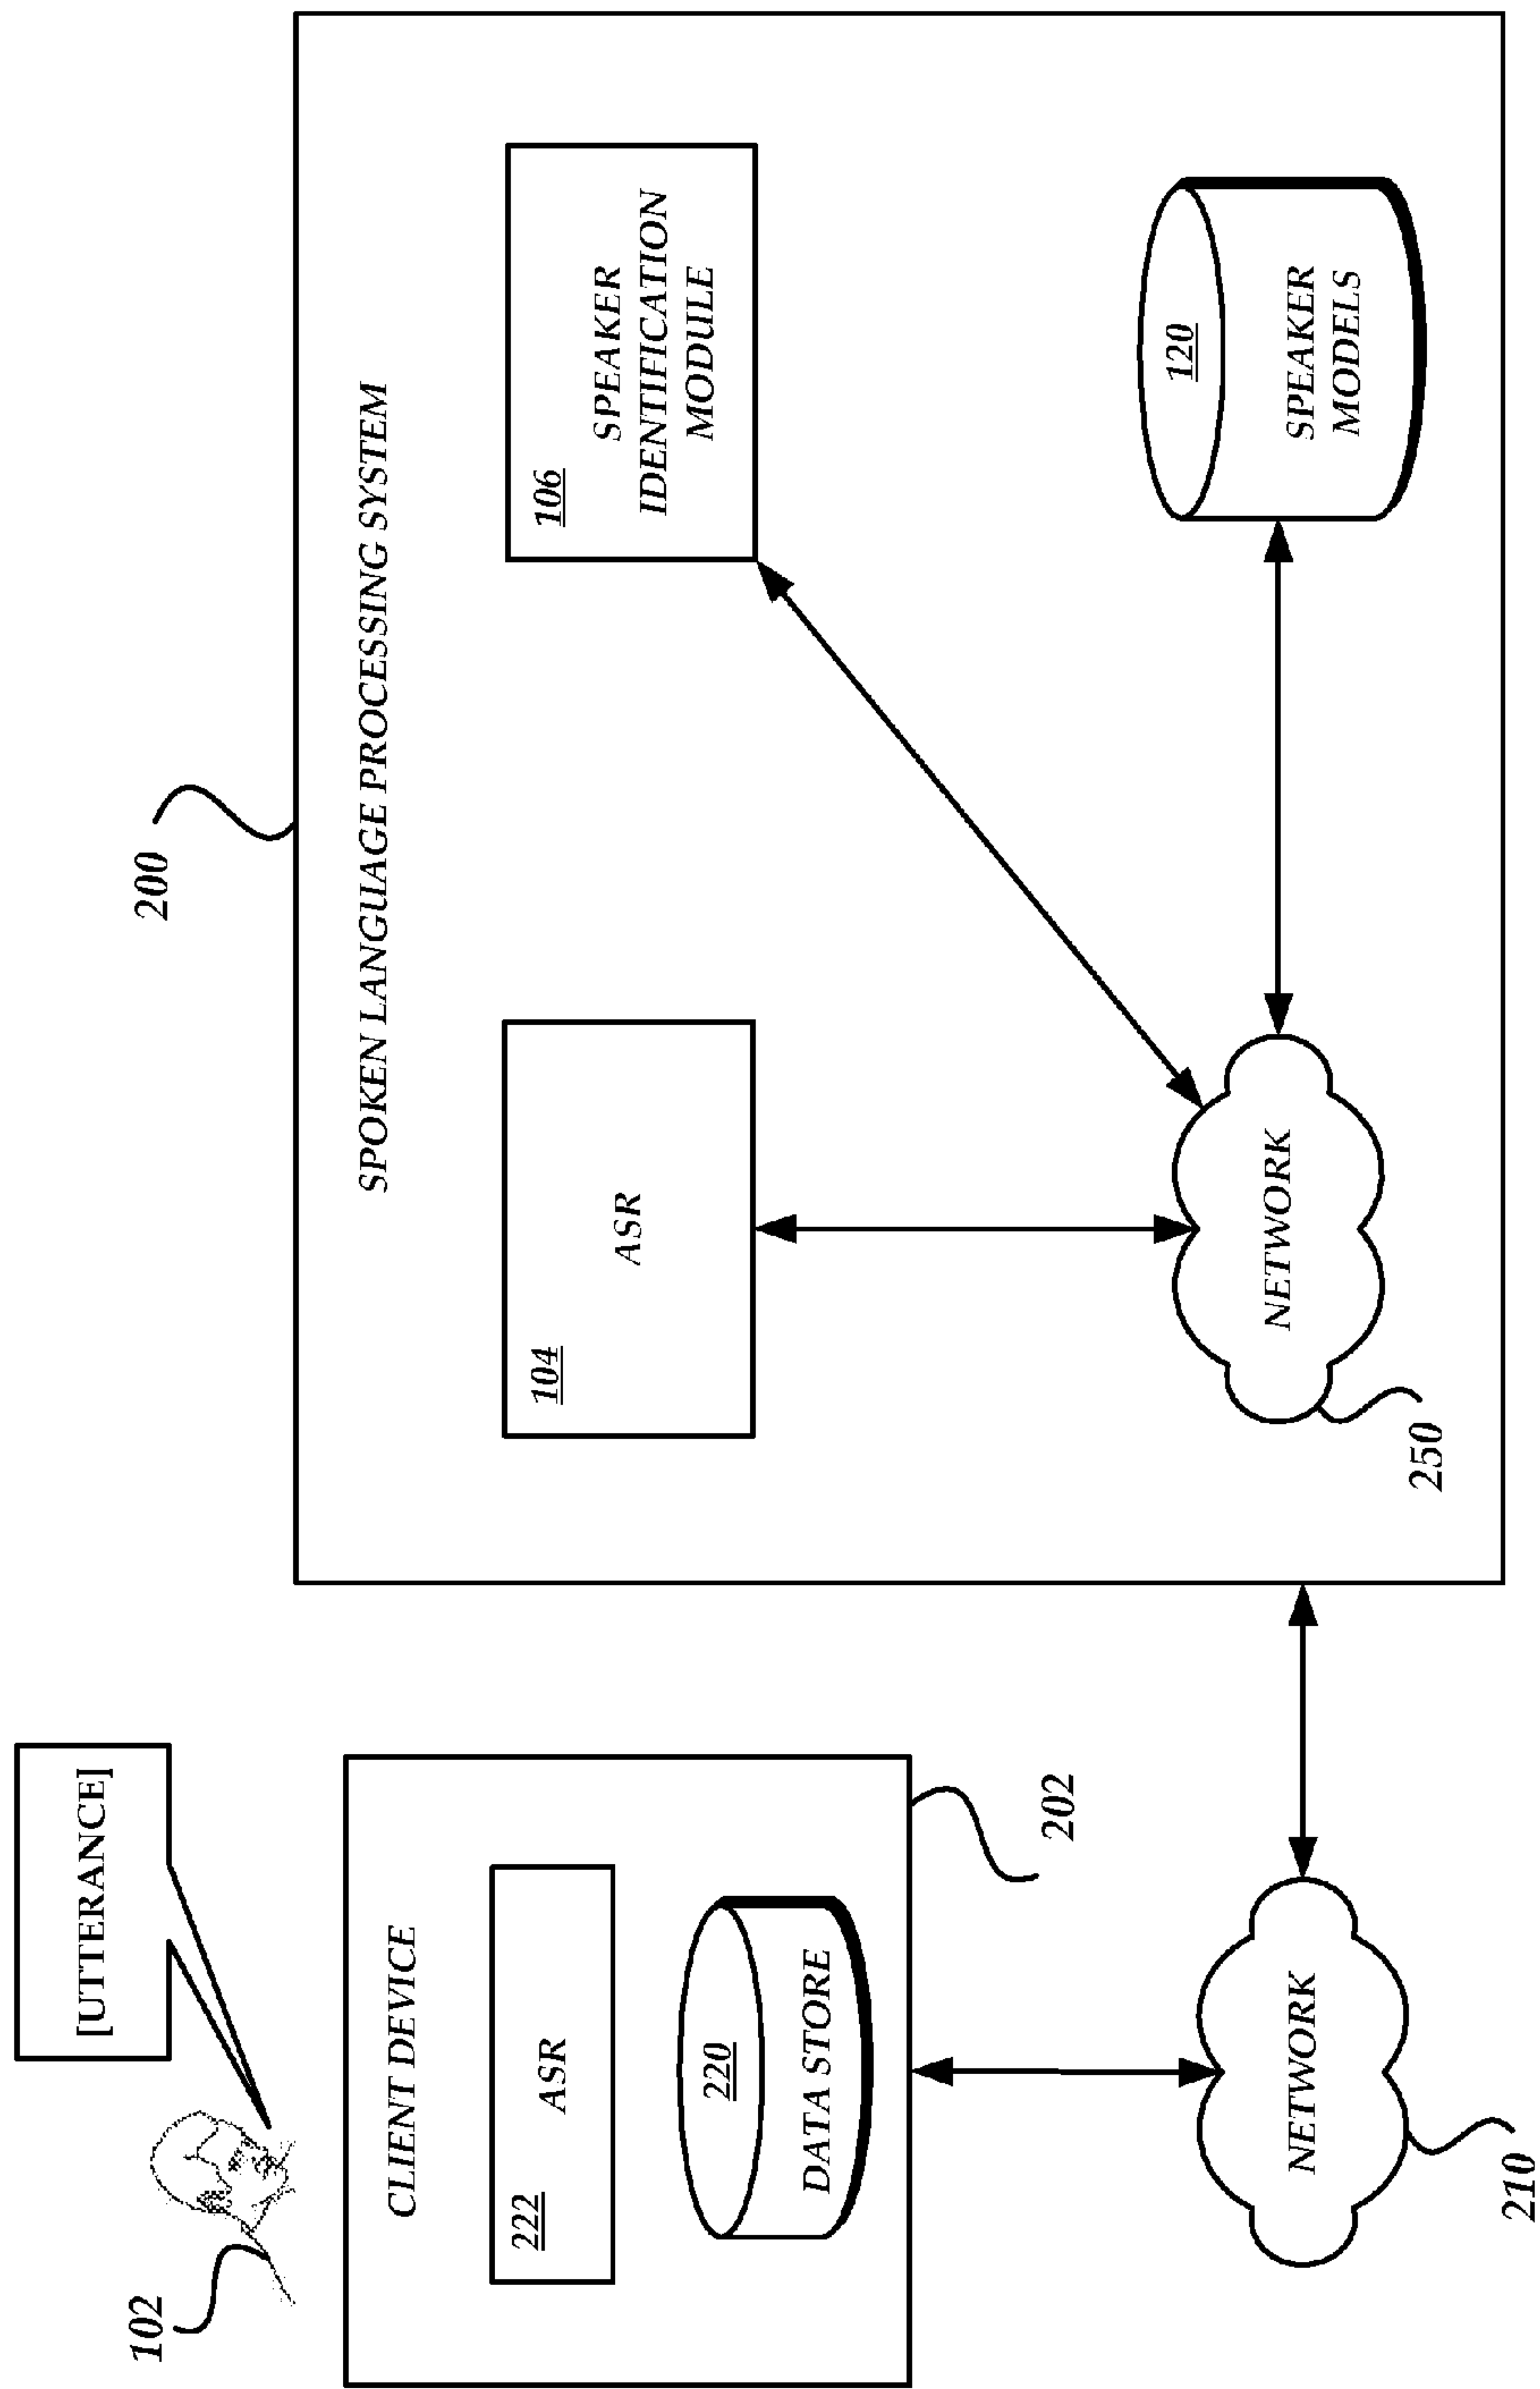 [UTTERANCE]
102
CLIENT DEVICE
222
ASR
220
DATA STORE
202
NETWORK
210
200
SPOKEN LANGUAGE PROCESSING SYSTEM
104
ASR
106
SPEAKER
IDENTIFICATION
MODULE
NETWORK
250
120
SPEAKER
MODELS